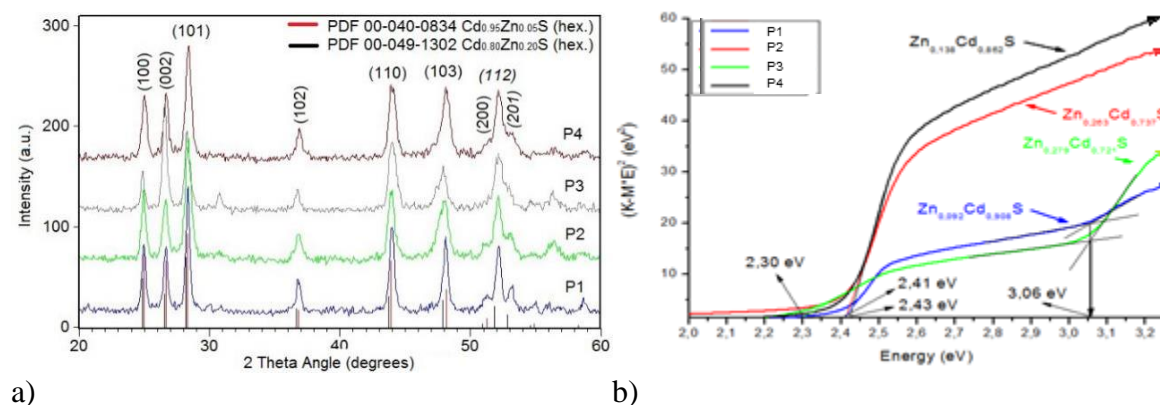 PDF 00-040-0834 Cd0.95Zn0.05S (hex.)
PDF 00-049-1302 Cd0.80Zn0.20S (hex.)
300
200
100
0
Intensity (a.u.)
(100)
(002)
(101)
(102)
(110)
(103)
(200)
(112)
(201)
P4
P3
P2
P1
20
30
40
50
60
2 Theta Angle (degrees)
a)
60
50
40
30
20
10
(K-M*E)² (eV²)
P1
P2
P3
P4
Zn0,138Cd0,862S
Zn0,263Cd0,737S
Zn0,279Cd0,721S
Zn0,092Cd0,908S
2.30 eV
2.41 eV
2.43 eV
3.06 eV
2,0
2,1
2,2
2,3
2,4
2,5
2,6
2,7
2,8
2,9
3,0
3,1
3,2
Energy (eV)
b)